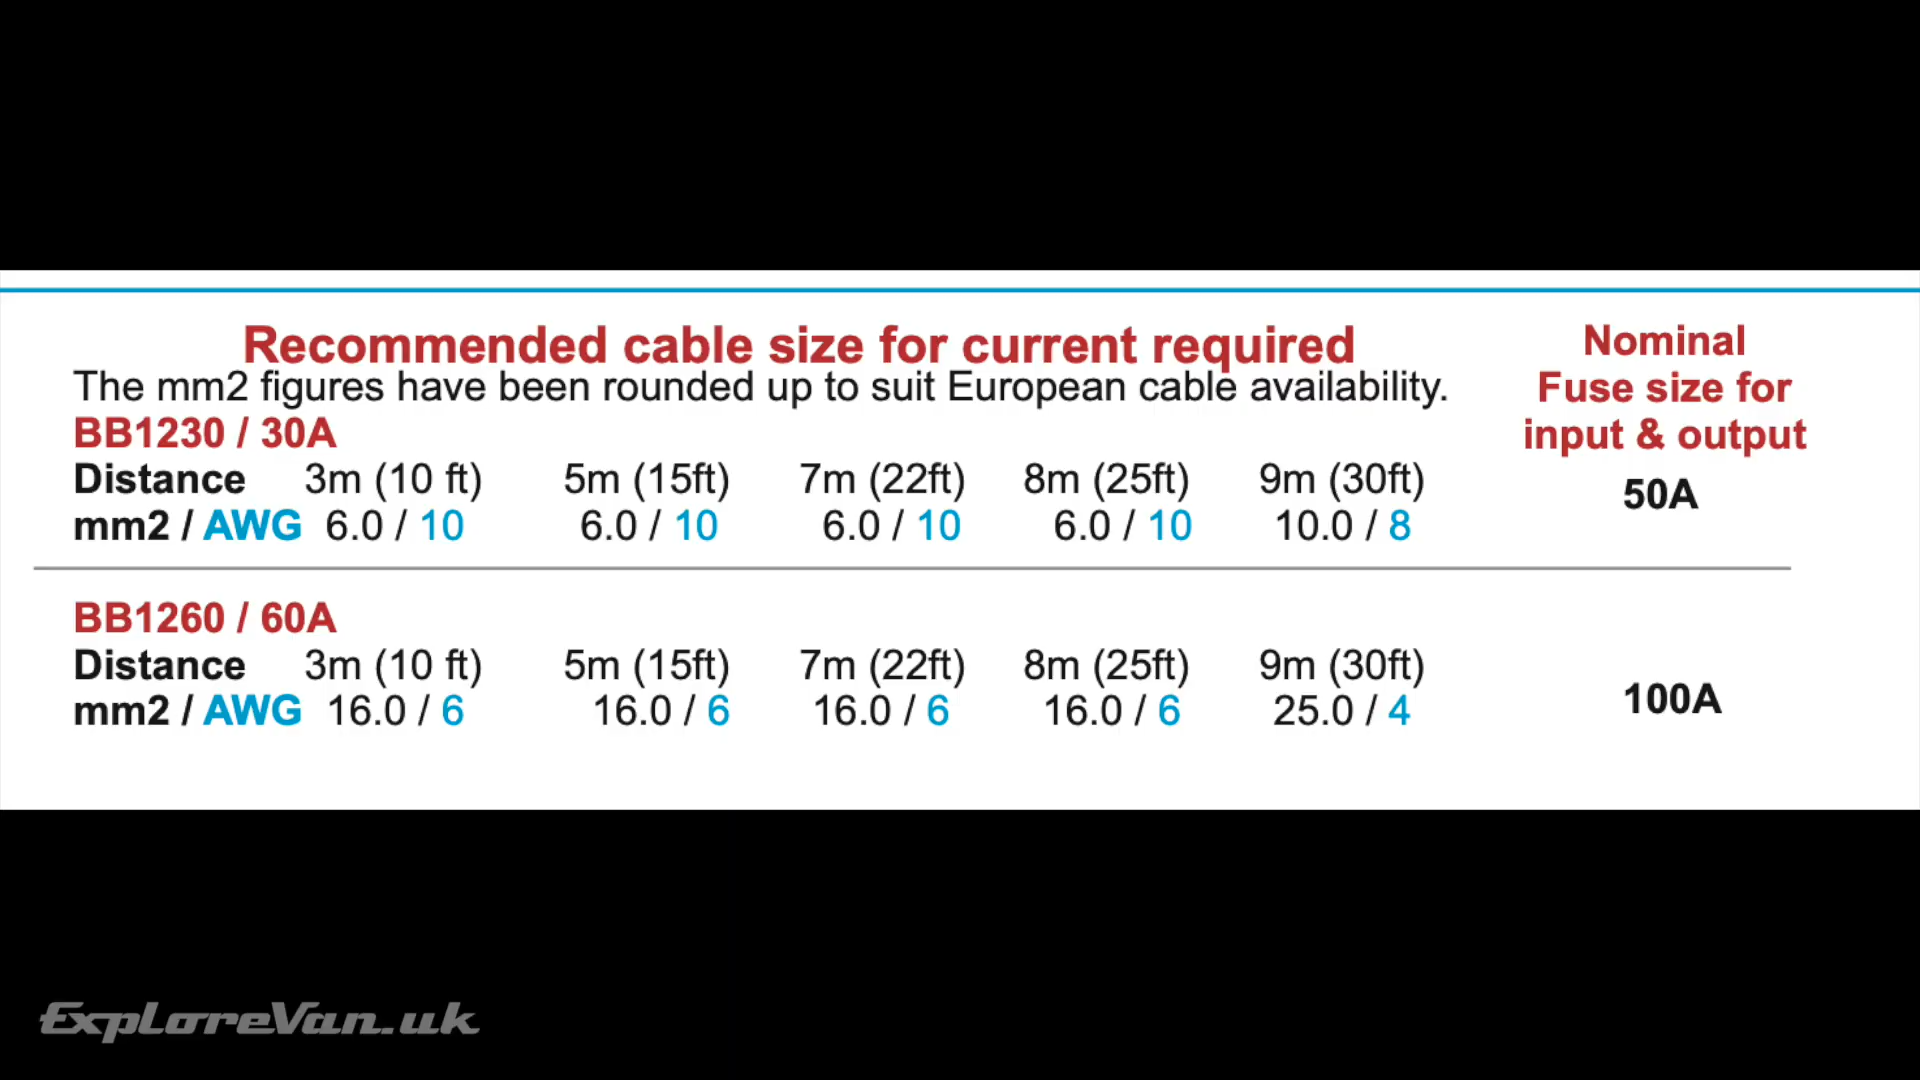 Recommended cable size for current required
The mm2 figures have been rounded up to suit European cable availability.
Nominal
Fuse size for
input & output
BB1230 / 30A
Distance 3m (10 ft) 5m (15ft) 7m (22ft) 8m (25ft) 9m (30ft)
mm2 / AWG 6.0 / 10 6.0 / 10 6.0 / 10 6.0 / 10 10.0 / 8
50A
BB1260 / 60A
Distance 3m (10 ft) 5m (15ft) 7m (22ft) 8m (25ft) 9m (30ft)
mm2 / AWG 16.0 / 6 16.0 / 6 16.0 / 6 16.0 / 6 25.0 / 4
100A
ExploreVan.uk